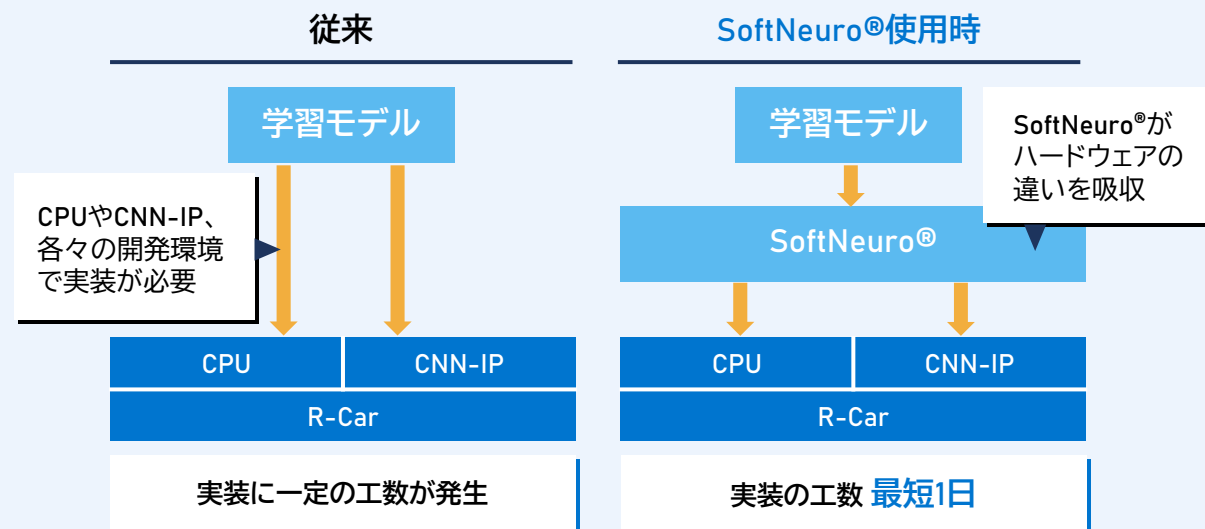 従来
学習モデル
CPUやCNN-IP、
各々の開発環境
で実装が必要
CPU
CNN-IP
R-Car
実装に一定の工数が発生
SoftNeuro®使用時
学習モデル
SoftNeuro®が
ハードウェアの
違いを吸収
SoftNeuro®
CPU
CNN-IP
R-Car
実装の工数 最短1日